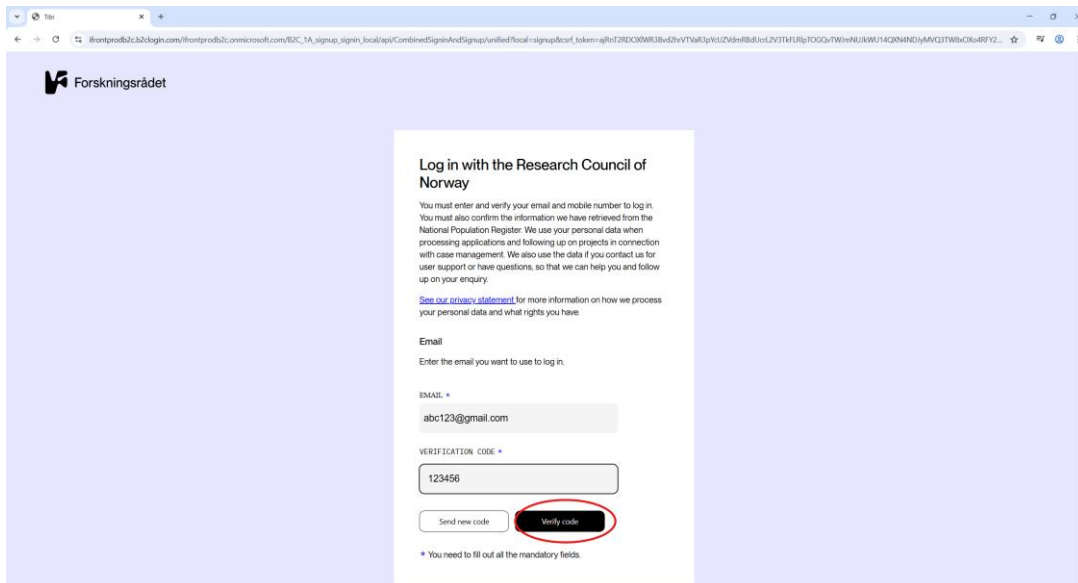 Tibi
Forskningsrådet
Log in with the Research Council of
Norway
You must enter and verify your email and mobile number to log in.
You must also confirm the information we have retrieved from the
National Population Register. We use your personal data when
processing applications and following up on projects in connection
with case management. We also use the data if you contact us for
user support or have questions, so that we can help you and follow
up on your enquiry.
See our privacy statement for more information on how we process
your personal data and what rights you have
Email
Enter the email you want to use to log in.
EMAIL *
abc123@gmail.com
VERIFICATION CODE *
123456
Send new code Verify code
* You need to fill out all the mandatory fields.